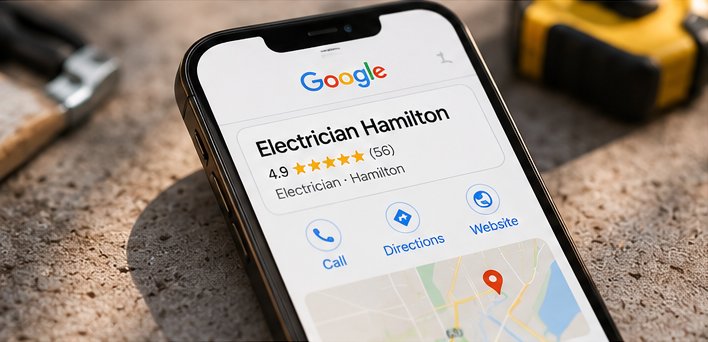 Google
Electrician Hamilton
4.9 ★★★★★ (56)
Electrician · Hamilton
Call
Directions
Website